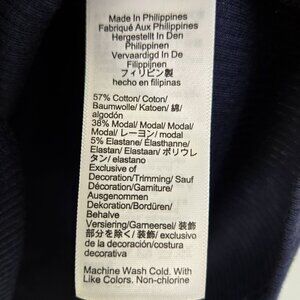 Made In Philippines
Fabriqué Aux Philippines
Hergestellt In Den
Philippinen
Vervaardigd In De
Filippijnen
フィリピン製
hecho en filipinas
57% Cotton/ Coton/
Baumwolle/ Katoen/ 綿/
algodón
38% Modal/ Modal/ Modal/
Modal/ レーヨン/ modal
5% Elastane/ Élasthanne/
Elastan/ Elastaan/ ポリウレ
タン/ elastano
Exclusive of
Decoration/Trimming/ Sauf
Décoration/Garniture/
Ausgenommen
Dekoration/Bordüren/
Behalve
Versiering/Garneersel/ 装飾
部分を除く/ exclusivo
de la decoración/costura
decorativa
Machine Wash Cold. With
Like Colors. Non-chlorine